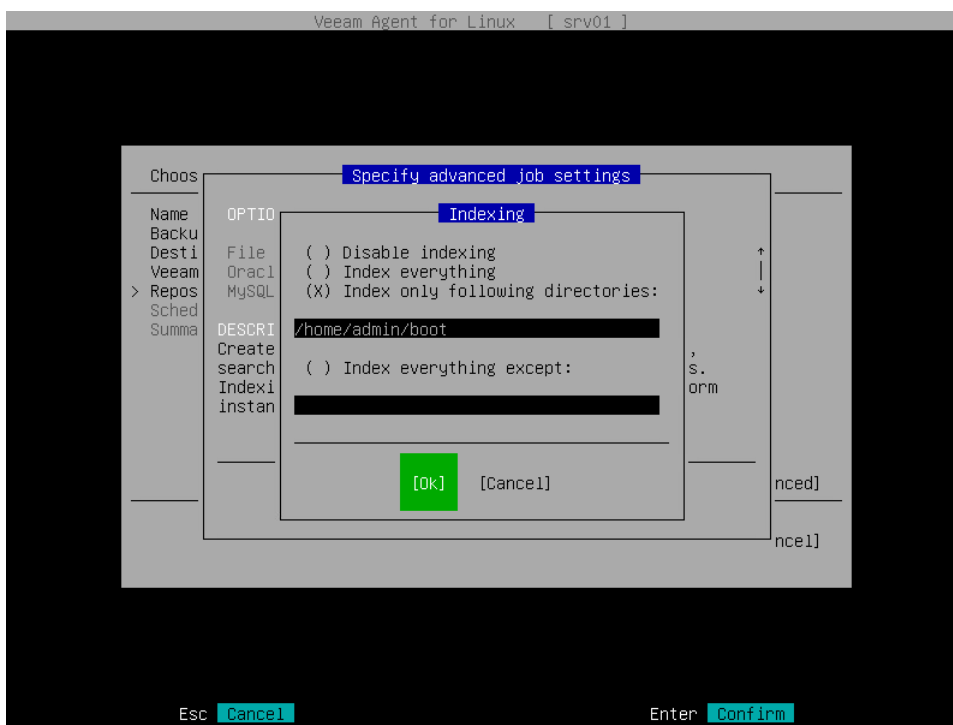 Veeam Agent for Linux [ srv01 ]
Choos
Specify advanced job settings
Name
Backu
Desti
Veeam
> Repos
Sched
Summa
OPTIO
File
Oracl
MySQL
DESCRI
Create
search
Indexi
instan
Indexing
( ) Disable indexing
( ) Index everything
(X) Index only following directories:
/home/admin/boot
( ) Index everything except:
[Ok] [Cancel]
,
s.
orm
nced]
ncel]
Esc Cancel
Enter Confirm